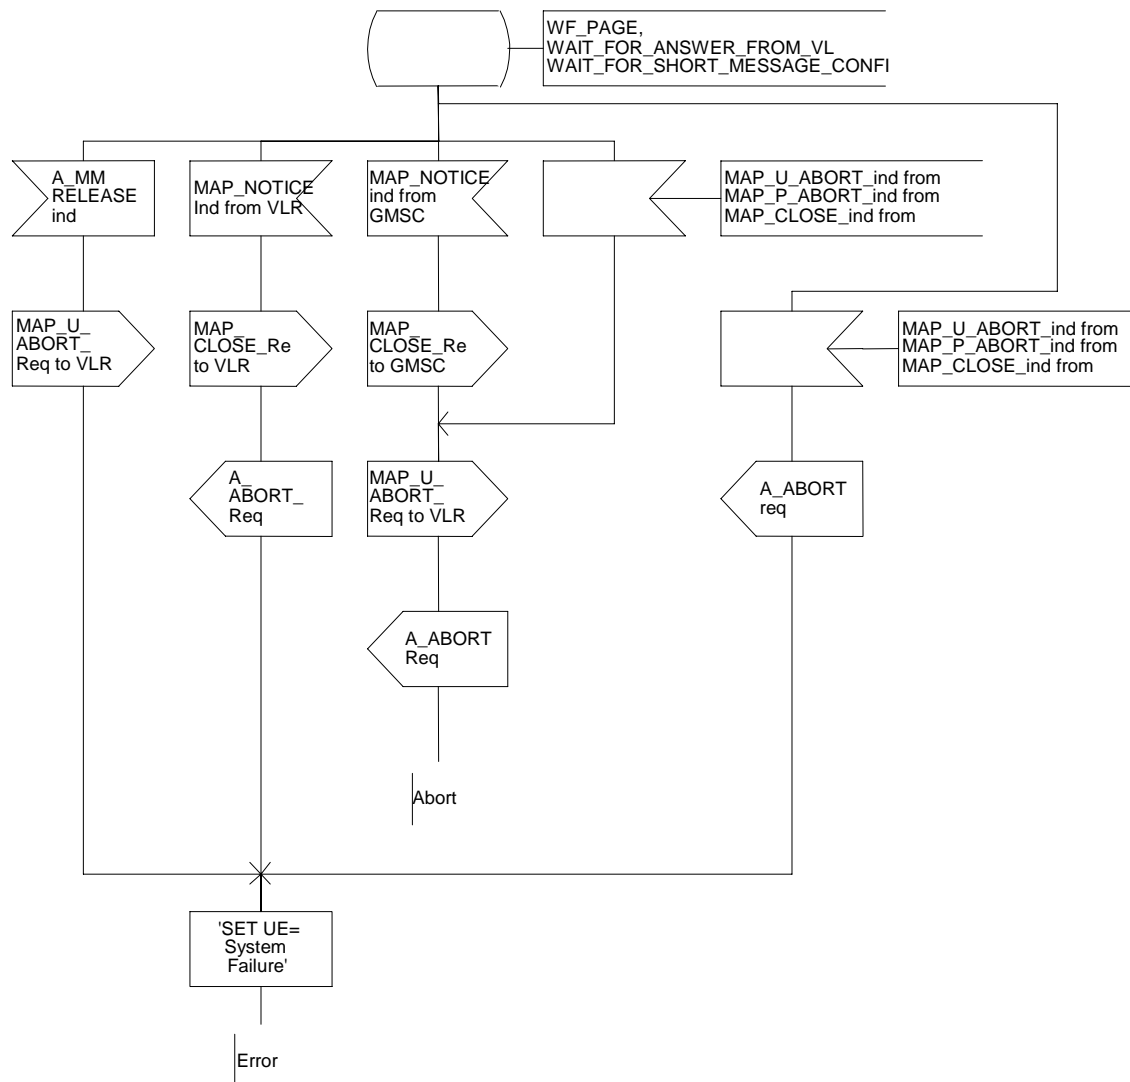 WF_PAGE,
WAIT_FOR_ANSWER_FROM_VL
WAIT_FOR_SHORT_MESSAGE_CONFI
A_MM
RELEASE
ind
MAP_NOTICE
Ind from VLR
MAP_NOTICE
ind from
GMSC
MAP_U_ABORT_ind from
MAP_P_ABORT_ind from
MAP_CLOSE_ind from
MAP_U_
ABORT_
Req to VLR
MAP_
CLOSE_Re
to VLR
MAP_
CLOSE_Re
to GMSC
MAP_U_ABORT_ind from
MAP_P_ABORT_ind from
MAP_CLOSE_ind from
A_
ABORT_
Req
MAP_U_
ABORT_
Req to VLR
A_ABORT
req
A_ABORT
Req
Abort
'SET UE=
System
Failure'
Error